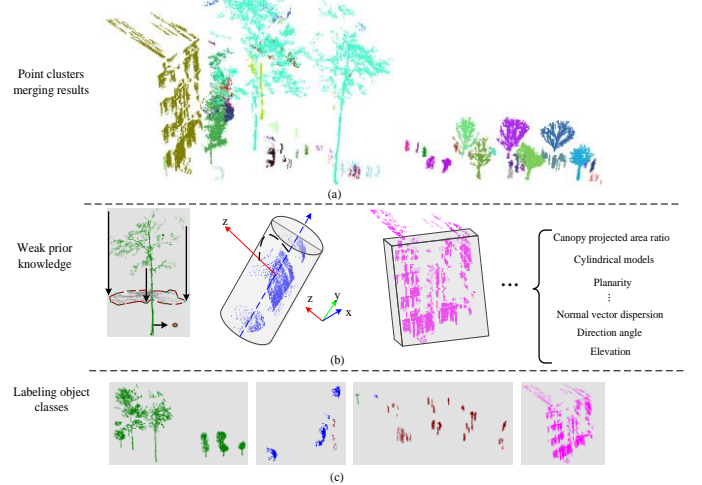 Point clusters
merging results
(a)
Weak prior
knowledge
z
z
y
x
...
Canopy projected area ratio
Cylindrical models
Planarity
⋮
Normal vector dispersion
Direction angle
Elevation
(b)
Labeling object
classes
(c)